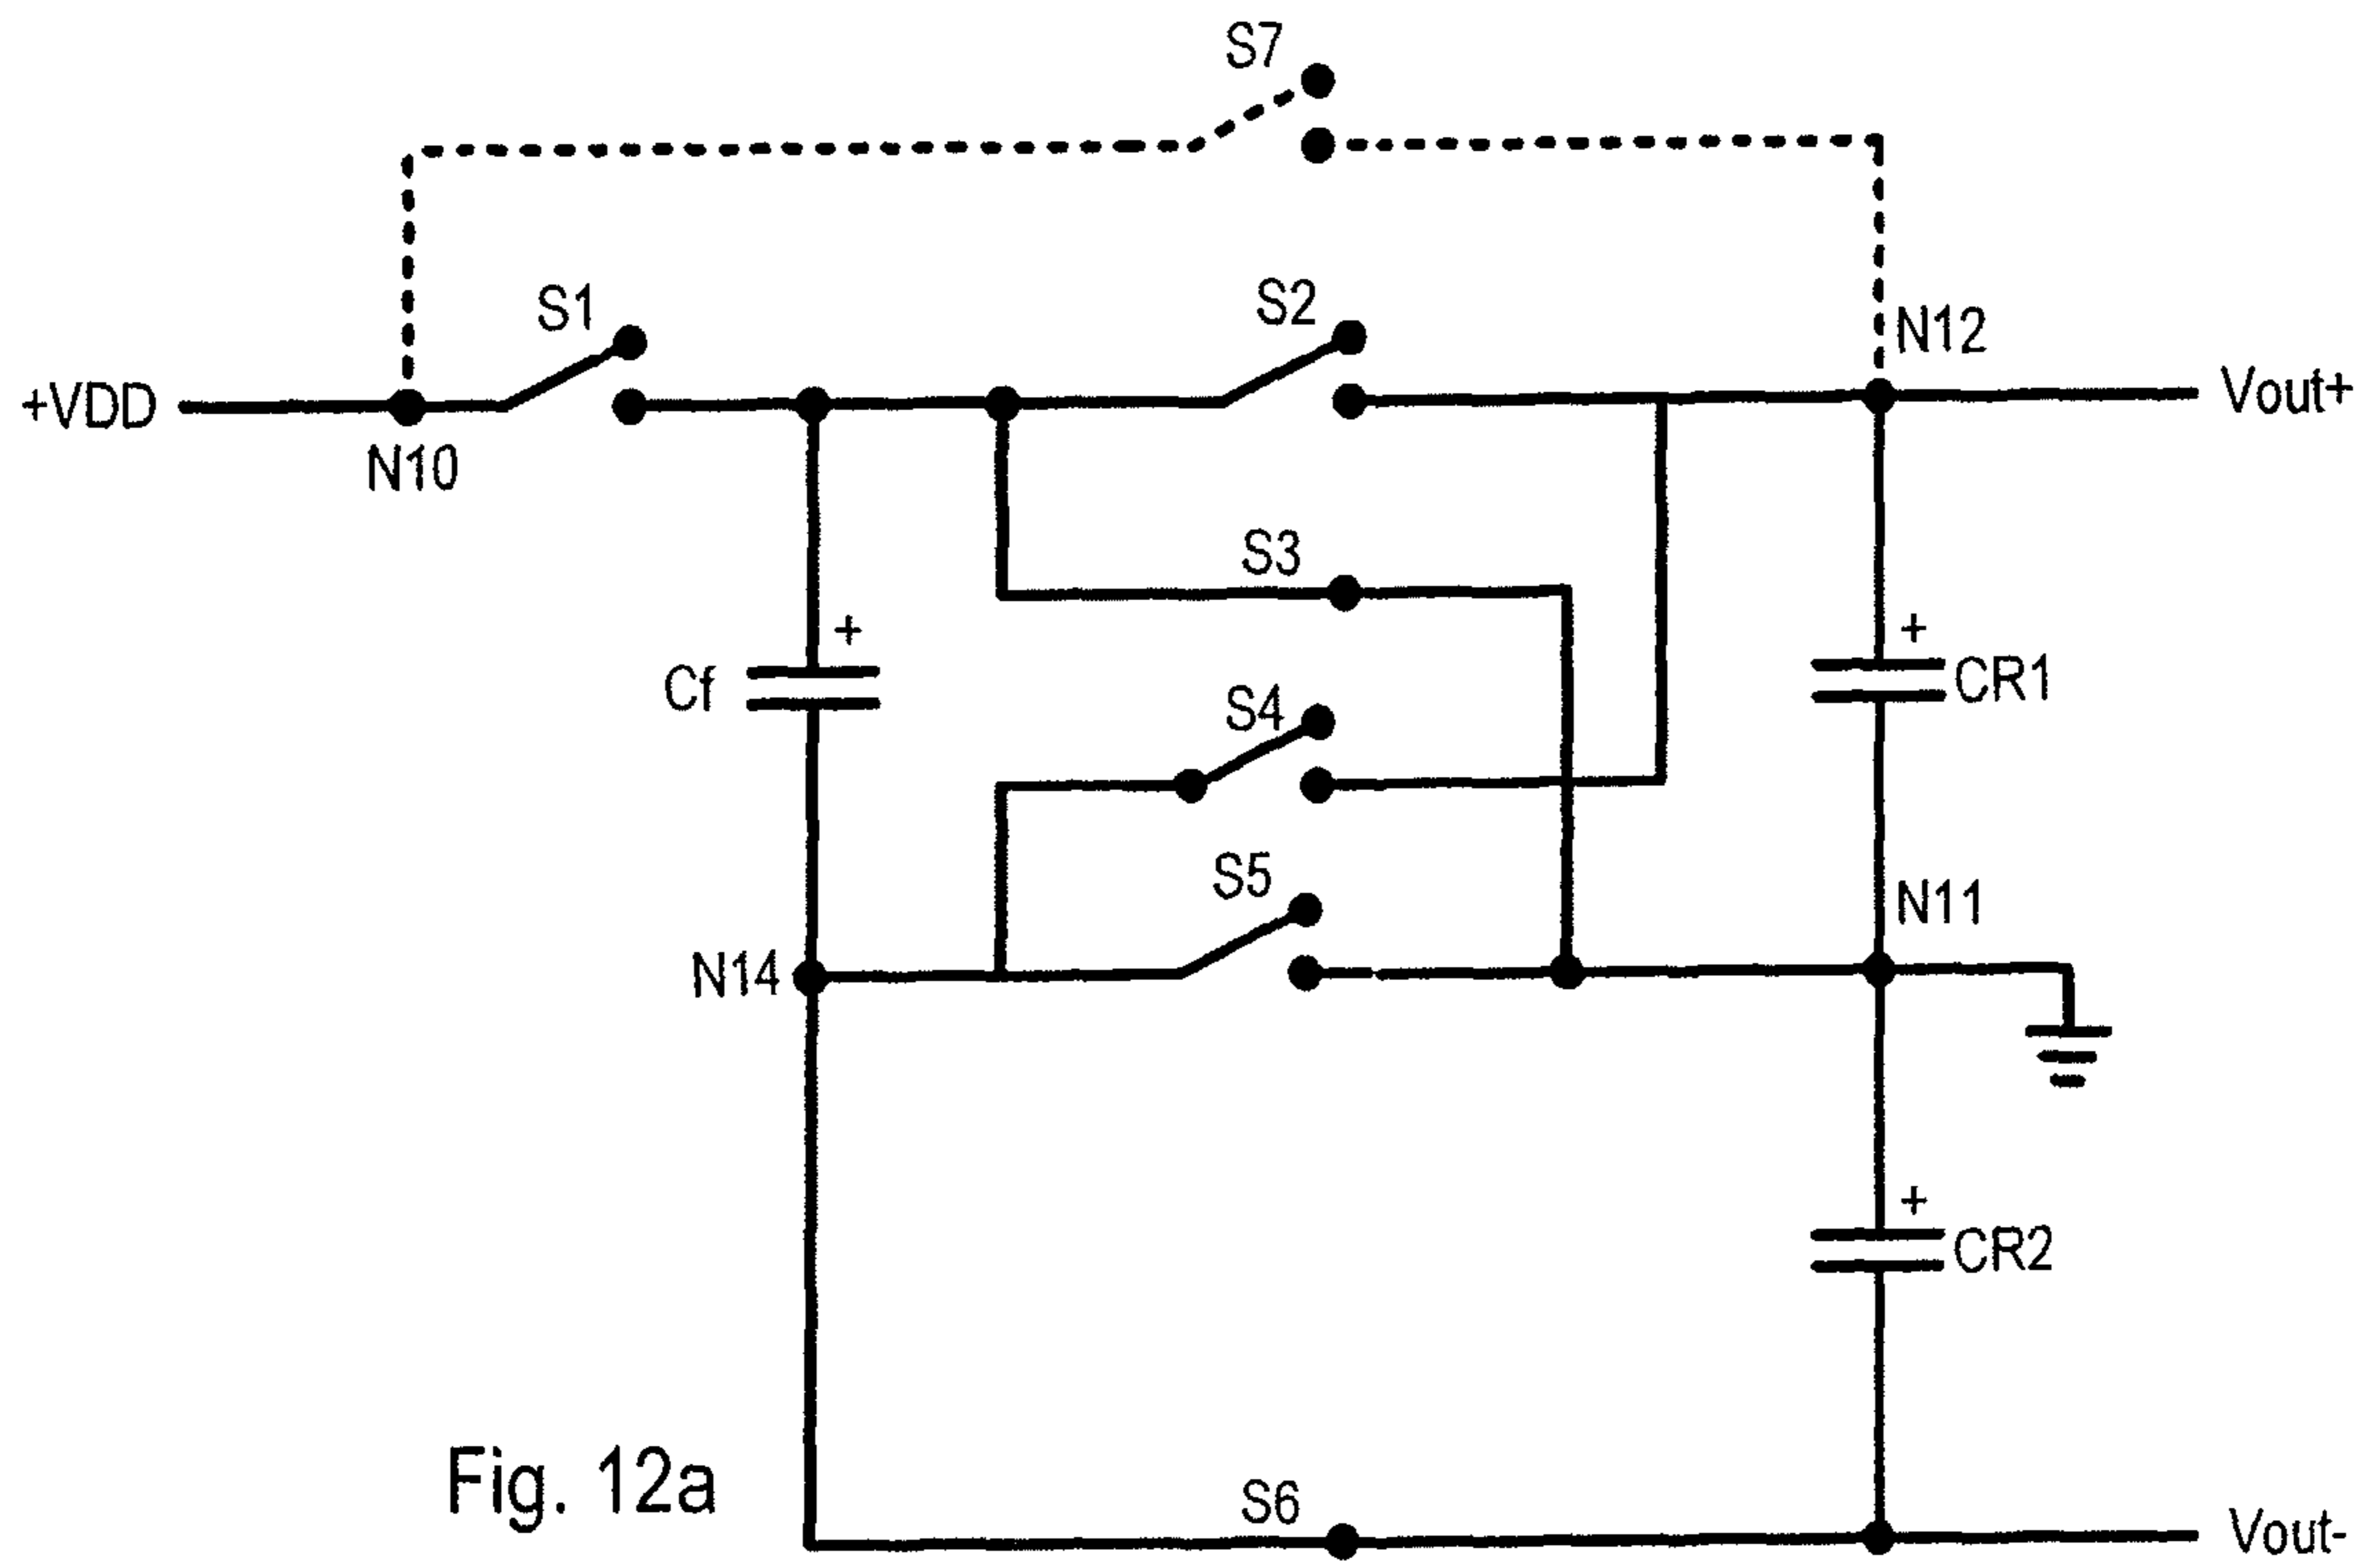 S7
S1
S2
N12
+VDD
Vout+
N10
S3
+
+
Cf
CR1
S4
S5
N11
N14
+
CR2
Fig. 12a
S6
Vout-